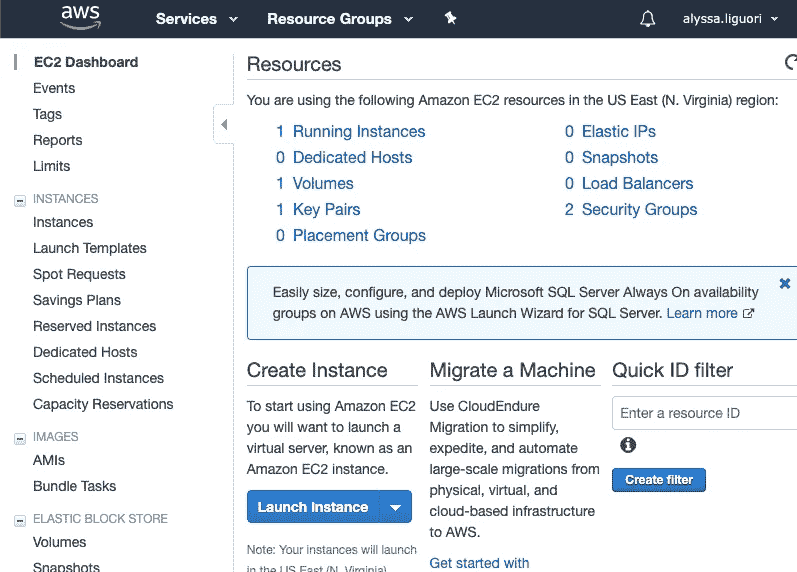 aws
Services
Resource Groups
alyssa.liguori
EC2 Dashboard
Events
Tags
Reports
Limits
INSTANCES
Instances
Launch Templates
Spot Requests
Savings Plans
Reserved Instances
Dedicated Hosts
Scheduled Instances
Capacity Reservations
IMAGES
AMIs
Bundle Tasks
ELASTIC BLOCK STORE
Volumes
Snapshots
Resources
You are using the following Amazon EC2 resources in the US East (N. Virginia) region:
1 Running Instances
0 Dedicated Hosts
1 Volumes
1 Key Pairs
0 Placement Groups
0 Elastic IPs
0 Snapshots
0 Load Balancers
2 Security Groups
Easily size, configure, and deploy Microsoft SQL Server Always On availability
groups on AWS using the AWS Launch Wizard for SQL Server. Learn more
Create Instance
To start using Amazon EC2
you will want to launch a
virtual server, known as an
Amazon EC2 instance.
Launch Instance
Note: Your instances will launch
in the US East (N. Virginia)
Migrate a Machine
Use CloudEndure
Migration to simplify,
expedite, and automate
large-scale migrations from
physical, virtual, and
cloud-based infrastructure
to AWS.
Get started with
Quick ID filter
Enter a resource ID
Create filter